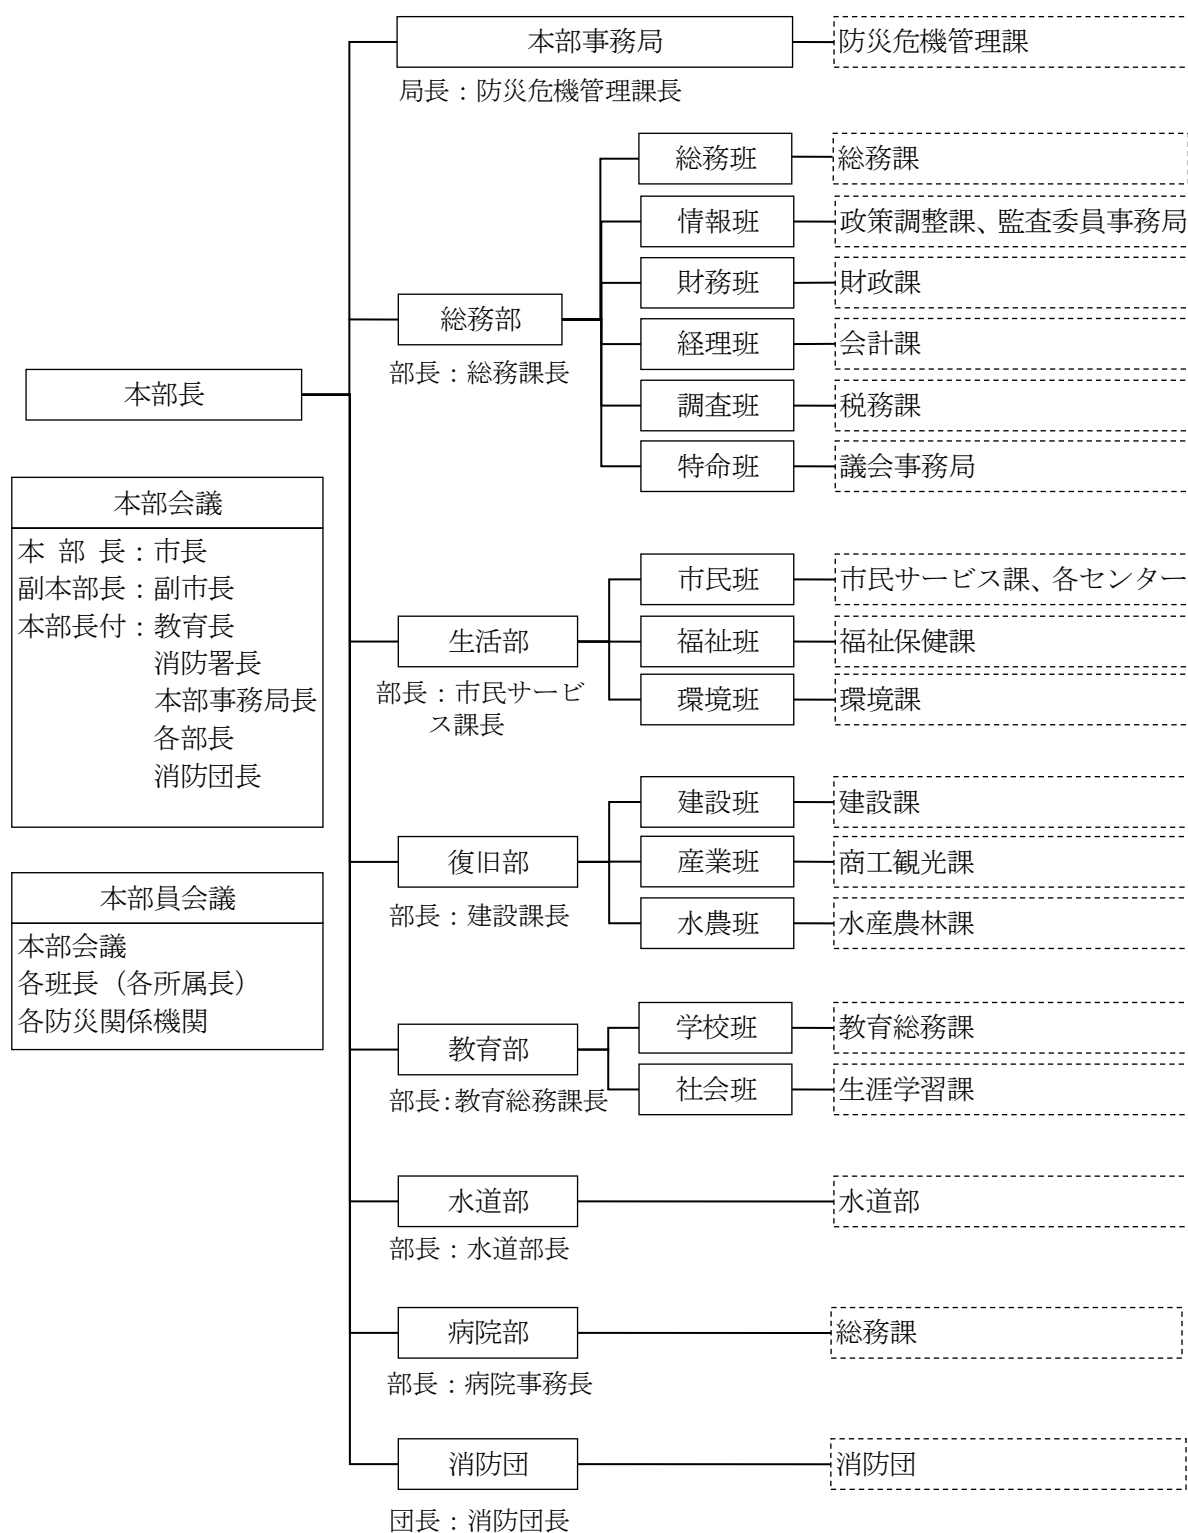 本部事務局
防災危機管理課
局長：防災危機管理課長
総務班
総務課
情報班
政策調整課、監査委員事務局
財務班
財政課
総務部
部長：総務課長
経理班
会計課
調査班
税務課
特命班
議会事務局
本部長
本部会議
本 部 長：市長
副本部長：副市長
本部長付：教育長
消防署長
本部事務局長
各部長
消防団長
市民班
市民サービス課、各センター
生活部
部長：市民サービ
ス課長
福祉班
福祉保健課
環境班
環境課
建設班
建設課
復旧部
部長：建設課長
産業班
商工観光課
水農班
水産農林課
本部員会議
本部会議
各班長（各所属長）
各防災関係機関
学校班
教育総務課
教育部
部長：教育総務課長
社会班
生涯学習課
水道部
水道部
部長：水道部長
病院部
総務課
部長：病院事務長
消防団
消防団
団長：消防団長